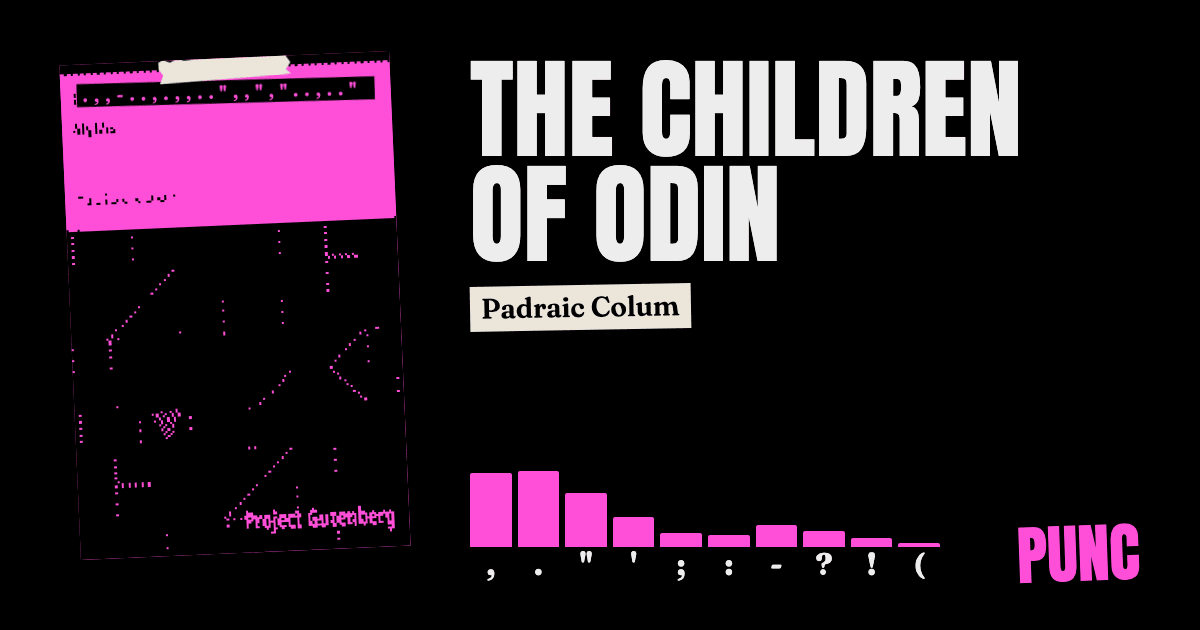 .,,-..,.,,..",,","..,.."
Project Gutenberg
THE CHILDREN
OF ODIN
Padraic Colum
, . " ' ; : - ? ! (
PUNC